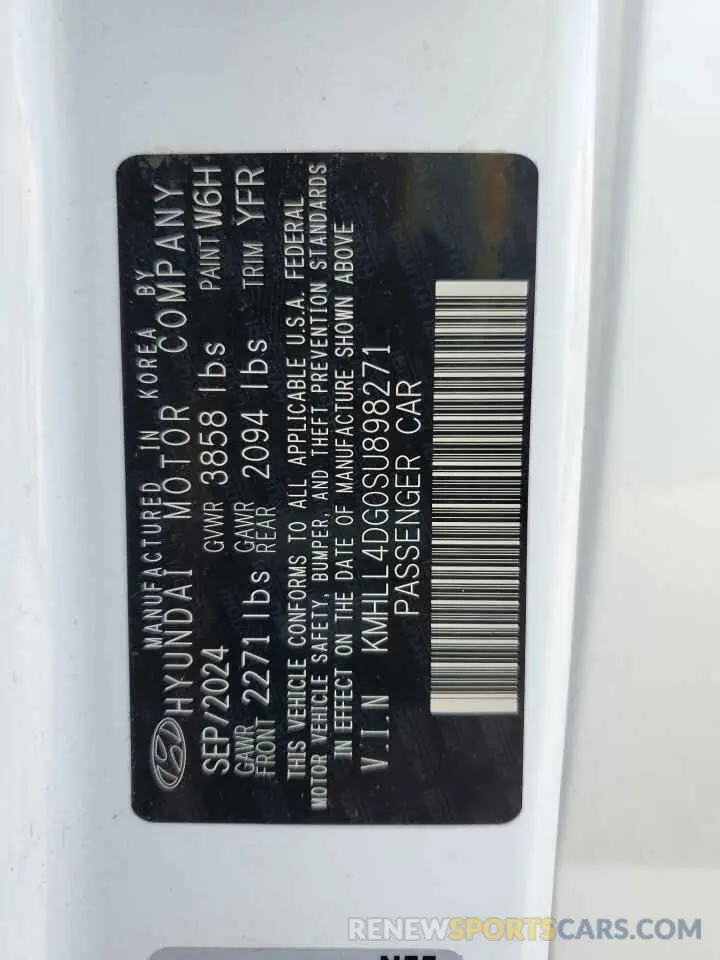 MANUFACTURED IN KOREA BY
HYUNDAI MOTOR COMPANY
SEP/2024 GVWR 3858 lbs PAINT W6H
GAWR FRONT 2271 lbs GAWR REAR 2094 lbs TRIM YFR
THIS VEHICLE CONFORMS TO ALL APPLICABLE U.S.A. FEDERAL
MOTOR VEHICLE SAFETY, BUMPER, AND THEFT PREVENTION STANDARDS
IN EFFECT ON THE DATE OF MANUFACTURE SHOWN ABOVE
V.I.N KMHLL4DG0SU898271
PASSENGER CAR
RENEWSPORTSCARS.COM